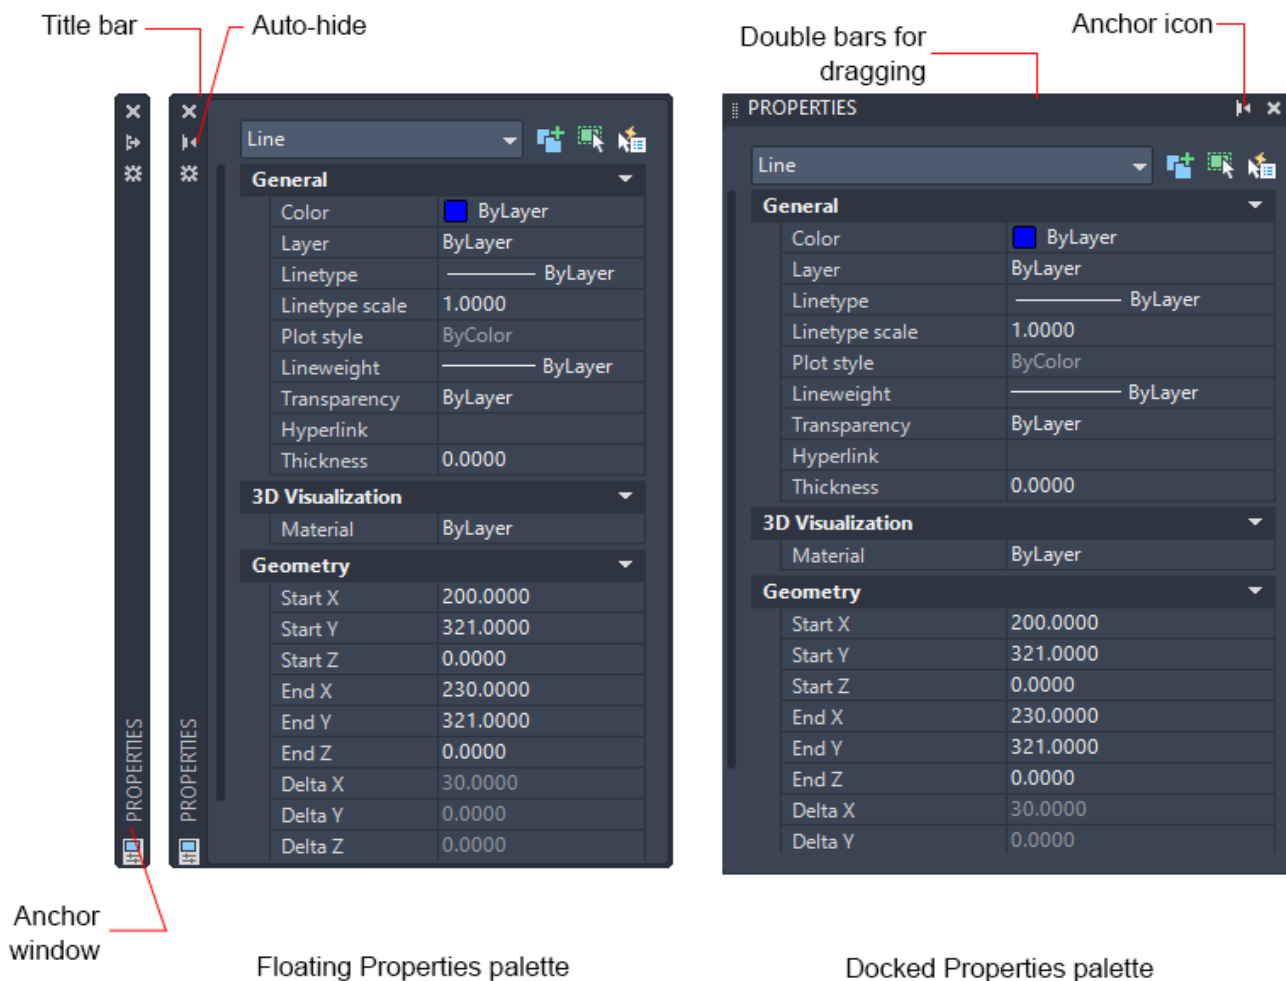 Title bar
Auto-hide
Double bars for
dragging
Anchor icon
PROPERTIES
PROPERTIES
Line
General
Color ByLayer
Layer ByLayer
Linetype ByLayer
Linetype scale 1.0000
Plot style ByColor
Lineweight ByLayer
Transparency ByLayer
Hyperlink
Thickness 0.0000
3D Visualization
Material ByLayer
Geometry
Start X 200.0000
Start Y 321.0000
Start Z 0.0000
End X 230.0000
End Y 321.0000
End Z 0.0000
Delta X 30.0000
Delta Y 0.0000
Delta Z 0.0000
Anchor
window
Floating Properties palette
PROPERTIES
Line
General
Color ByLayer
Layer ByLayer
Linetype ByLayer
Linetype scale 1.0000
Plot style ByColor
Lineweight ByLayer
Transparency ByLayer
Hyperlink
Thickness 0.0000
3D Visualization
Material ByLayer
Geometry
Start X 200.0000
Start Y 321.0000
Start Z 0.0000
End X 230.0000
End Y 321.0000
End Z 0.0000
Delta X 30.0000
Delta Y 0.0000
Docked Properties palette